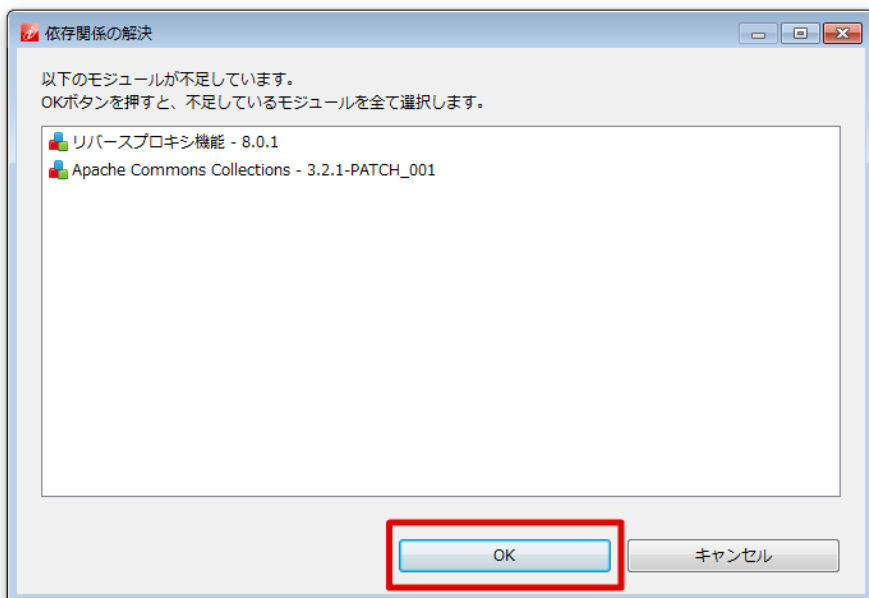 依存関係の解決
以下のモジュールが不足しています。
OKボタンを押すと、不足しているモジュールを全て選択します。
リバースプロキシ機能 - 8.0.1
Apache Commons Collections - 3.2.1-PATCH_001
OK
キャンセル